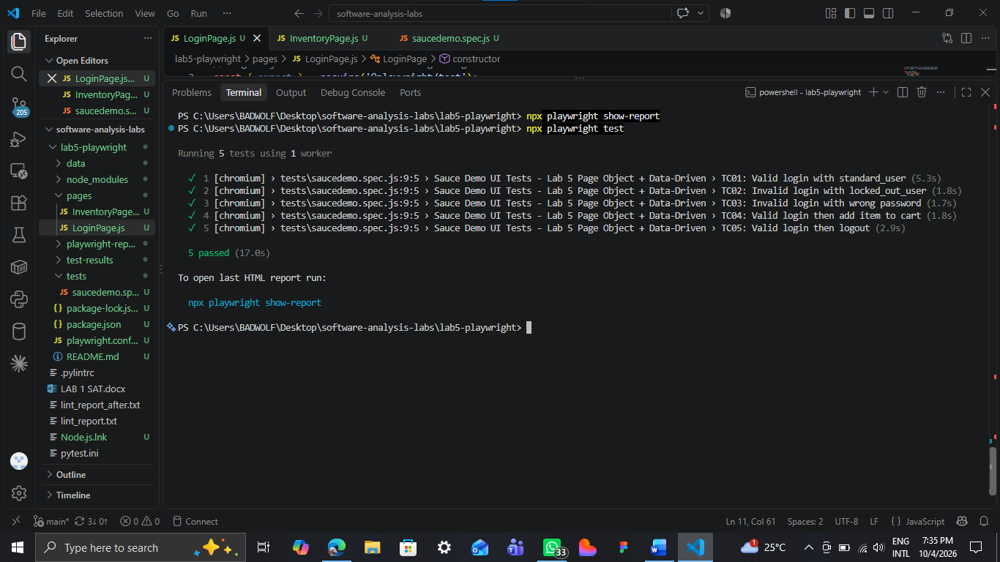 File Edit Selection View Go Run ···
software-analysis-labs
Explorer ···
Open Editors
JS LoginPage.js... U
JS InventoryPag... U
JS saucedemo.s... U
software-analysis-labs
lab5-playwright
data
node_modules
pages
JS InventoryPage... U
JS LoginPage.js U
playwright-rep...
test-results
tests
JS saucedemo.sp... U
{} package-lock.js... U
{} package.json U
JS playwright.conf... U
README.md U
.pylintrc
LAB 1 SAT.docx
lint_report_after.txt
lint_report.txt
Node.js.lnk U
pytest.ini
Outline
Timeline
205
JS LoginPage.js U
JS InventoryPage.js U
JS saucedemo.spec.js U
lab5-playwright > pages > JS LoginPage.js > LoginPage > constructor
const { expect } = require('@playwright/test');
Problems Terminal Output Debug Console Ports
powershell - lab5-playwright
PS C:\Users\BADWOLF\Desktop\software-analysis-labs\lab5-playwright> npx playwright show-report
PS C:\Users\BADWOLF\Desktop\software-analysis-labs\lab5-playwright> npx playwright test
Running 5 tests using 1 worker
✓ 1 [chromium] › tests\saucedemo.spec.js:9:5 › Sauce Demo UI Tests - Lab 5 Page Object + Data-Driven › TC01: Valid login with standard_user (5.3s)
✓ 2 [chromium] › tests\saucedemo.spec.js:9:5 › Sauce Demo UI Tests - Lab 5 Page Object + Data-Driven › TC02: Invalid login with locked_out_user (1.8s)
✓ 3 [chromium] › tests\saucedemo.spec.js:9:5 › Sauce Demo UI Tests - Lab 5 Page Object + Data-Driven › TC03: Invalid login with wrong password (1.7s)
✓ 4 [chromium] › tests\saucedemo.spec.js:9:5 › Sauce Demo UI Tests - Lab 5 Page Object + Data-Driven › TC04: Valid login then add item to cart (1.8s)
✓ 5 [chromium] › tests\saucedemo.spec.js:9:5 › Sauce Demo UI Tests - Lab 5 Page Object + Data-Driven › TC05: Valid login then logout (2.9s)
5 passed (17.0s)
To open last HTML report run:
npx playwright show-report
PS C:\Users\BADWOLF\Desktop\software-analysis-labs\lab5-playwright>
main* 3↓ 0↑ 0 0 Connect
Ln 11, Col 61 Spaces: 2 UTF-8 LF {} JavaScript
Type here to search
33
1
25°C
ENG
INTL
7:35 PM
10/4/2026